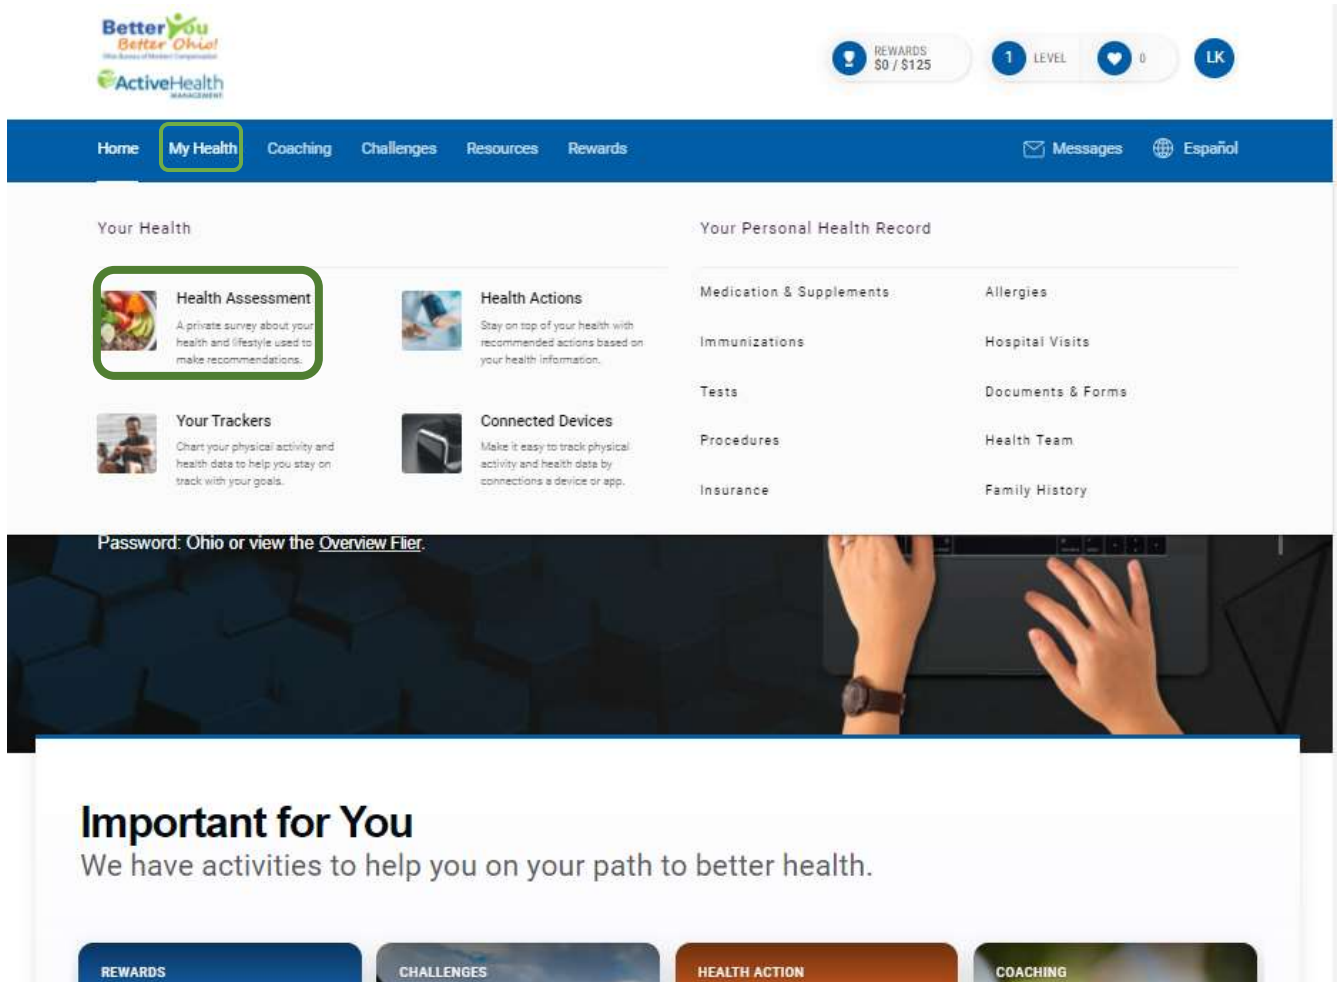 Better You
Better Ohio!
ActiveHealth
MANAGEMENT
REWARDS
$0 / $125
1
LEVEL
0
LK
Home
My Health
Coaching
Challenges
Resources
Rewards
Messages
Español
Your Health
Your Personal Health Record
Health Assessment
A private survey about your
health and lifestyle used to
make recommendations.
Health Actions
Stay on top of your health with
recommended actions based on
your health information.
Your Trackers
Chart your physical activity and
health data to help you stay on
track with your goals.
Connected Devices
Make it easy to track physical
activity and health data by
connections a device or app.
Medication & Supplements
Immunizations
Tests
Procedures
Insurance
Allergies
Hospital Visits
Documents & Forms
Health Team
Family History
Password: Ohio or view the Overview Flier.
Important for You
We have activities to help you on your path to better health.
REWARDS
CHALLENGES
HEALTH ACTION
COACHING